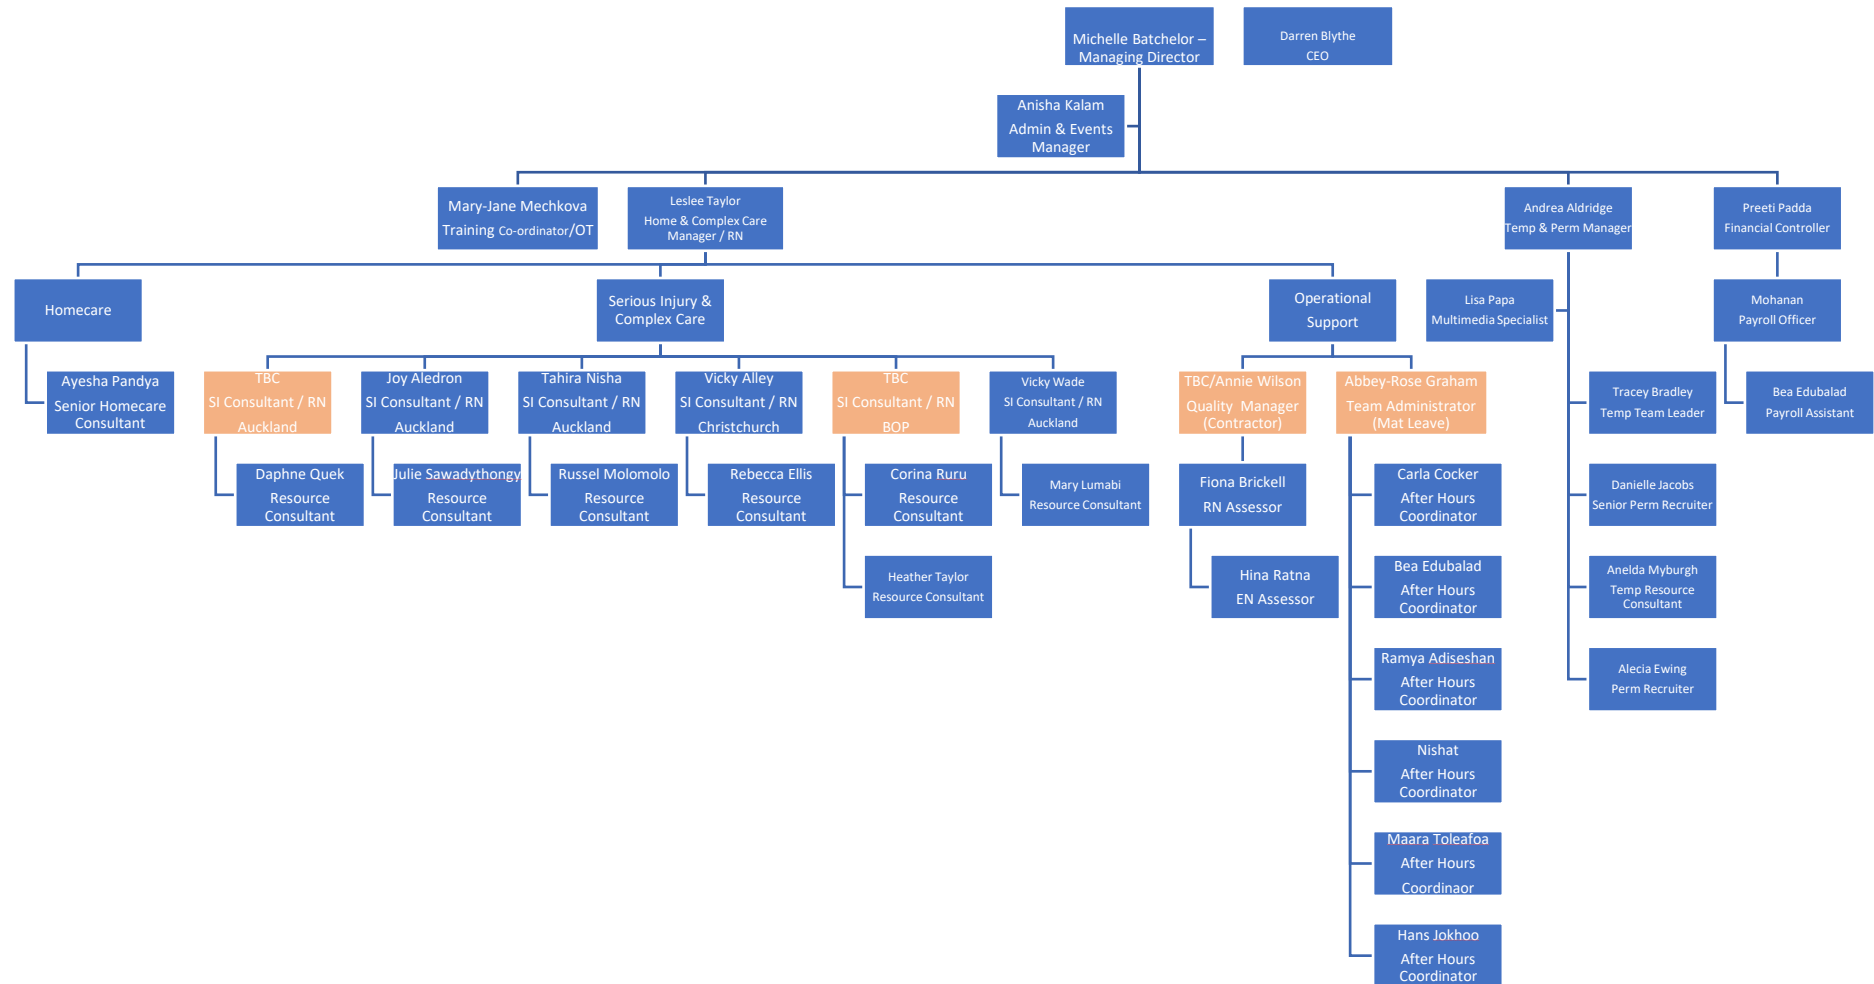 Michelle Batchelor –
Managing Director
Darren Blythe
CEO
Anisha Kalam
Admin & Events
Manager
Mary-Jane Mechkova
Training Co-ordinator/OT
Leslee Taylor
Home & Complex Care
Manager / RN
Andrea Aldridge
Temp & Perm Manager
Preeti Padda
Financial Controller
Homecare
Serious Injury &
Complex Care
Operational
Support
Lisa Papa
Multimedia Specialist
Mohanan
Payroll Officer
Ayesha Pandya
Senior Homecare
Consultant
TBC
SI Consultant / RN
Auckland
Joy Aledron
SI Consultant / RN
Auckland
Tahira Nisha
SI Consultant / RN
Auckland
Vicky Alley
SI Consultant / RN
Christchurch
TBC
SI Consultant / RN
BOP
Vicky Wade
SI Consultant / RN
Auckland
TBC/Annie Wilson
Quality Manager
(Contractor)
Abbey-Rose Graham
Team Administrator
(Mat Leave)
Tracey Bradley
Temp Team Leader
Bea Edubalad
Payroll Assistant
Daphne Quek
Resource
Consultant
Julie Sawadythongy
Resource
Consultant
Russel Molomolo
Resource
Consultant
Rebecca Ellis
Resource
Consultant
Corina Ruru
Resource
Consultant
Mary Lumabi
Resource Consultant
Fiona Brickell
RN Assessor
Carla Cocker
After Hours
Coordinator
Danielle Jacobs
Senior Perm Recruiter
Heather Taylor
Resource Consultant
Hina Ratna
EN Assessor
Bea Edubalad
After Hours
Coordinator
Anelda Myburgh
Temp Resource
Consultant
Ramya Adiseshan
After Hours
Coordinator
Alecia Ewing
Perm Recruiter
Nishat
After Hours
Coordinator
Maara Toleafoa
After Hours
Coordinaor
Hans Jokhoo
After Hours
Coordinator